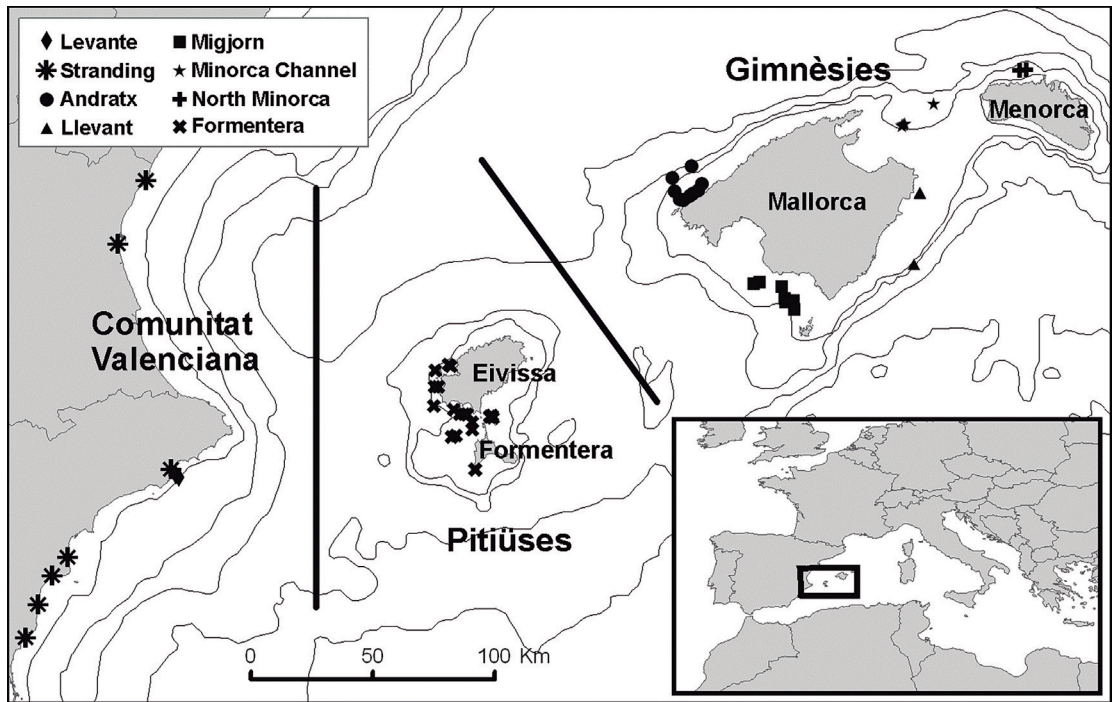 Levante
Stranding
Andratx
Llevant
Migjorn
Minorca Channel
North Minorca
Formentera
Gimnèsies
Menorca
Mallorca
Comunitat
Valenciana
Eivissa
Formentera
Pitiüses
0 50 100 Km